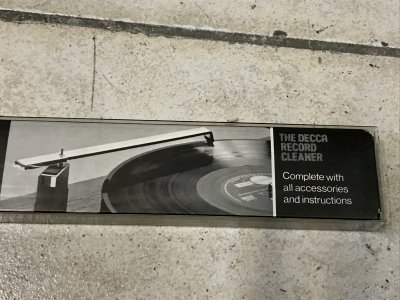 THE DECCA
RECORD
CLEANER
Complete with
all accessories
and instructions